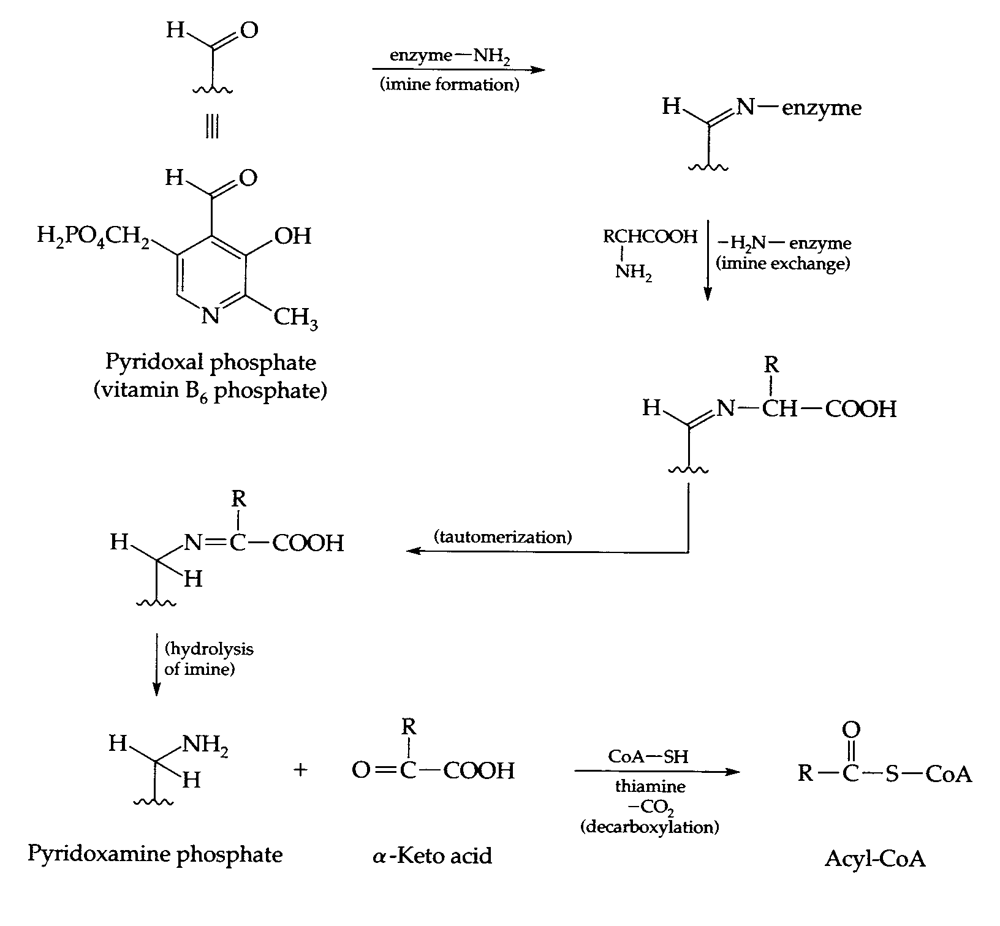 H O
enzyme—NH₂
(imine formation)
H N—enzyme
H O
H₂PO₄CH₂ OH
N CH₃
Pyridoxal phosphate
(vitamin B₆ phosphate)
RCHCOOH
NH₂
–H₂N— enzyme
(imine exchange)
R
H N—CH—COOH
(tautomerization)
R
H N=C—COOH
H
(hydrolysis
of imine)
H NH₂
H
+
R
O=C—COOH
CoA—SH
thiamine
–CO₂
(decarboxylation)
O
R—C—S—CoA
Pyridoxamine phosphate
α-Keto acid
Acyl-CoA